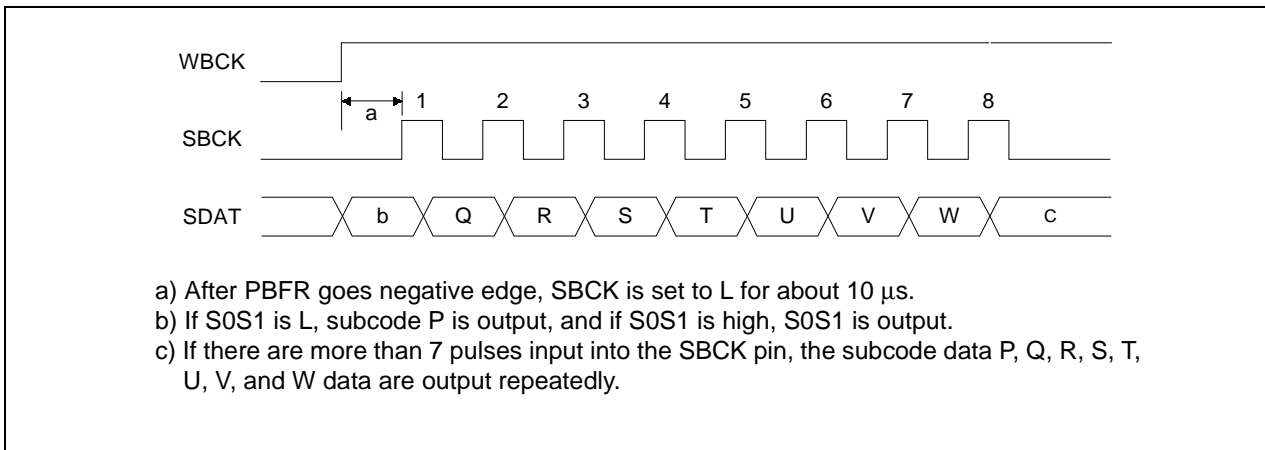 WBCK
a
1 2 3 4 5 6 7 8
SBCK
SDAT b Q R S T U V W C
a) After PBFR goes negative edge, SBCK is set to L for about 10 μs.
b) If S0S1 is L, subcode P is output, and if S0S1 is high, S0S1 is output.
c) If there are more than 7 pulses input into the SBCK pin, the subcode data P, Q, R, S, T,
U, V, and W data are output repeatedly.